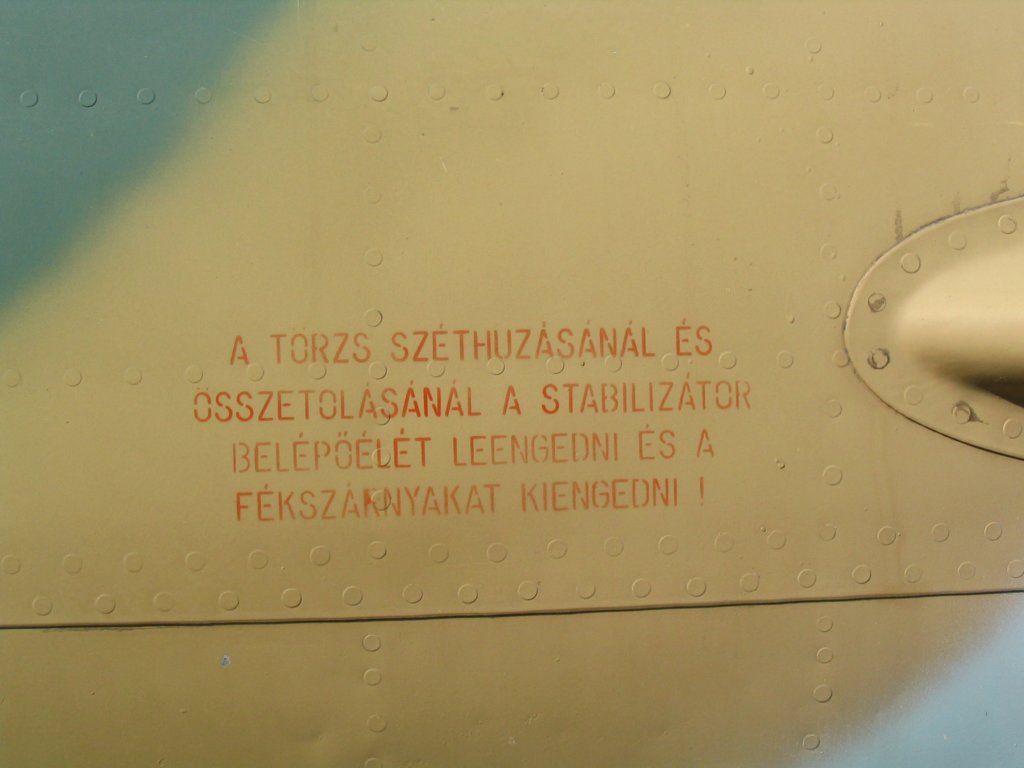 A TÖRZS SZÉTHUZÁSÁNÁL ÉS
ÖSSZETOLÁSÁNÁL A STABILIZÁTOR
BELÉPŐÉLÉT LEENGEDNI ÉS A
FÉKSZÁRNYAKAT KIENGEDNI !